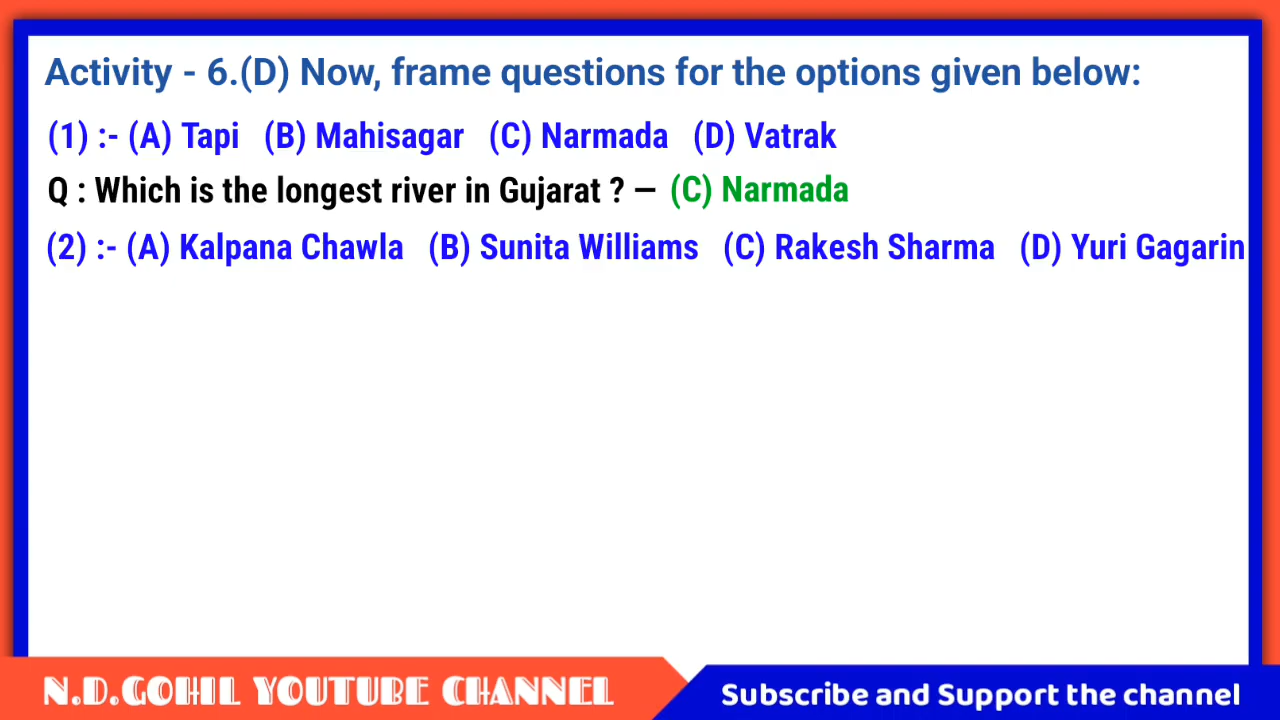 Activity - 6.(D) Now, frame questions for the options given below:
(1) :- (A) Tapi (B) Mahisagar (C) Narmada (D) Vatrak
Q : Which is the longest river in Gujarat ? — (C) Narmada
(2) :- (A) Kalpana Chawla (B) Sunita Williams (C) Rakesh Sharma (D) Yuri Gagarin
N.D.GOHIL YOUTUBE CHANNEL
Subscribe and Support the channel